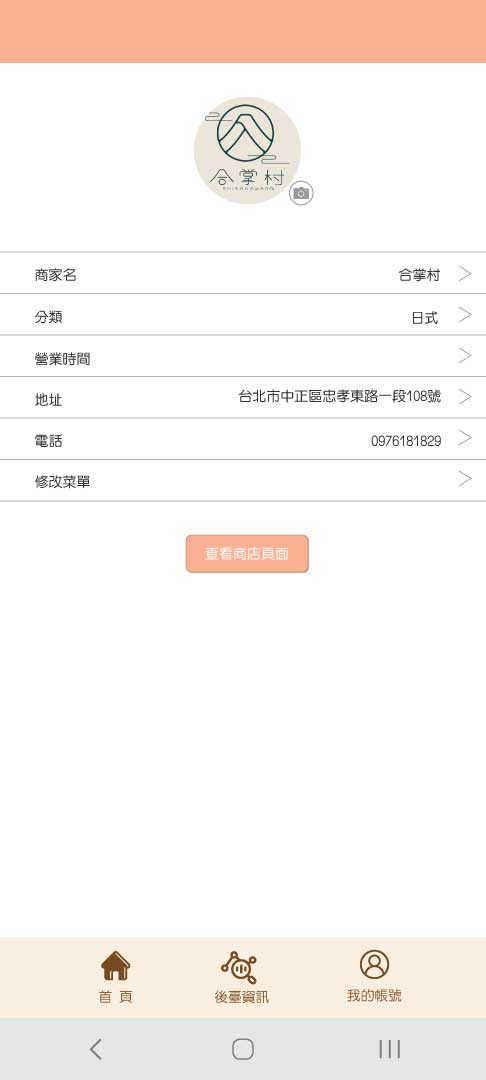 合掌村
SHIRAKAWAGO
商家名 合掌村
分類 日式
營業時間
地址 台北市中正區忠孝東路一段108號
電話 0976181829
修改菜單
查看商店頁面
首 頁 後臺資訊 我的帳號